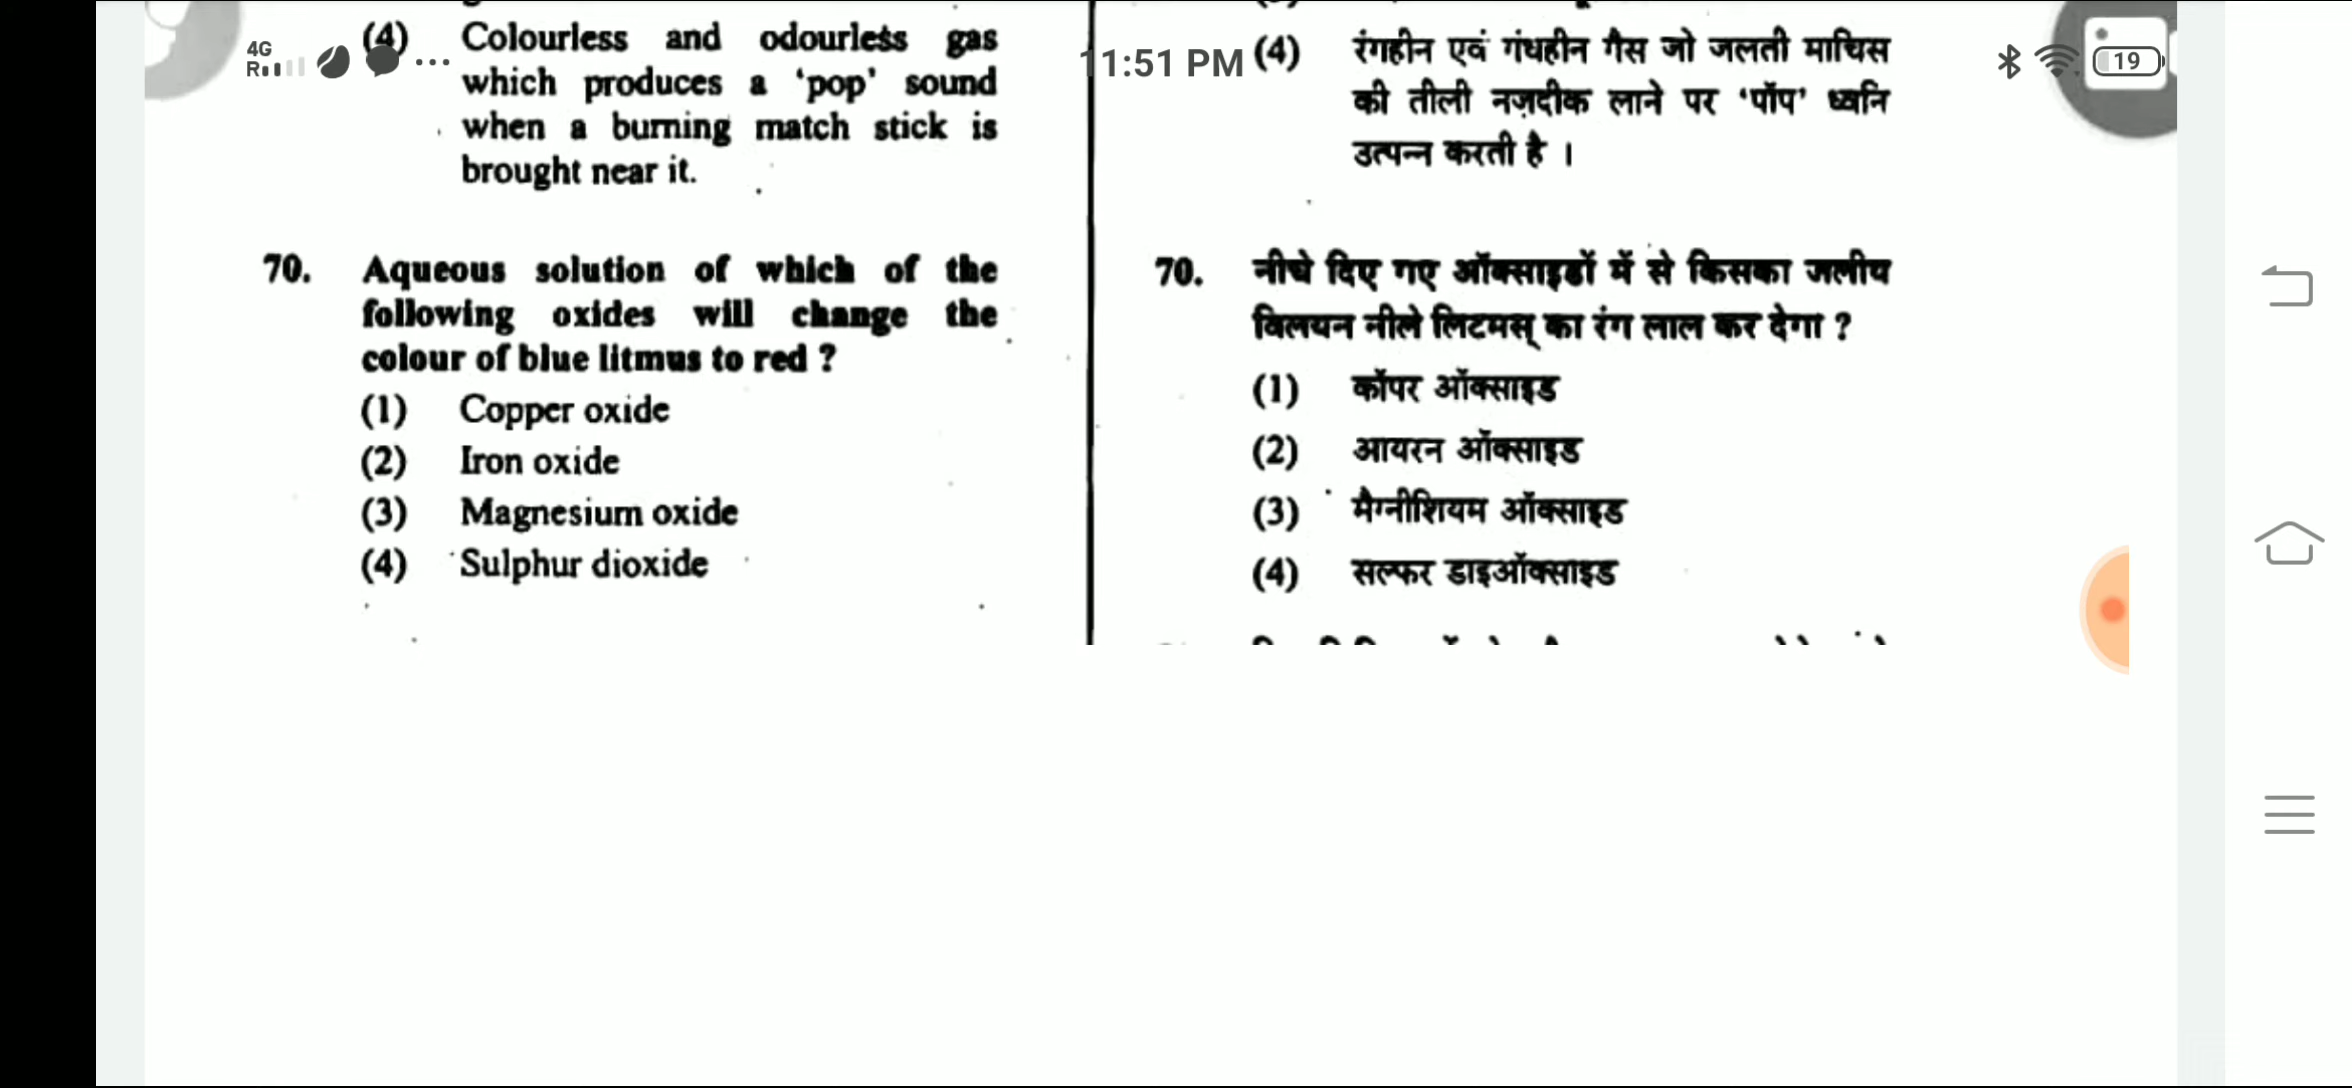 4G
R
...
11:51 PM
19
(4) Colourless and odourless gas
which produces a ‘pop’ sound
when a burning match stick is
brought near it.
70. Aqueous solution of which of the
following oxides will change the
colour of blue litmus to red ?
(1) Copper oxide
(2) Iron oxide
(3) Magnesium oxide
(4) Sulphur dioxide
(4) रंगहीन एवं गंधहीन गैस जो जलती माचिस
की तीली नज़दीक लाने पर ‘पॉप’ ध्वनि
उत्पन्न करती है ।
70. नीचे दिए गए ऑक्साइडों में से किसका जलीय
विलयन नीले लिटमस् का रंग लाल कर देगा ?
(1) कॉपर ऑक्साइड
(2) आयरन ऑक्साइड
(3) मैग्नीशियम ऑक्साइड
(4) सल्फर डाइऑक्साइड